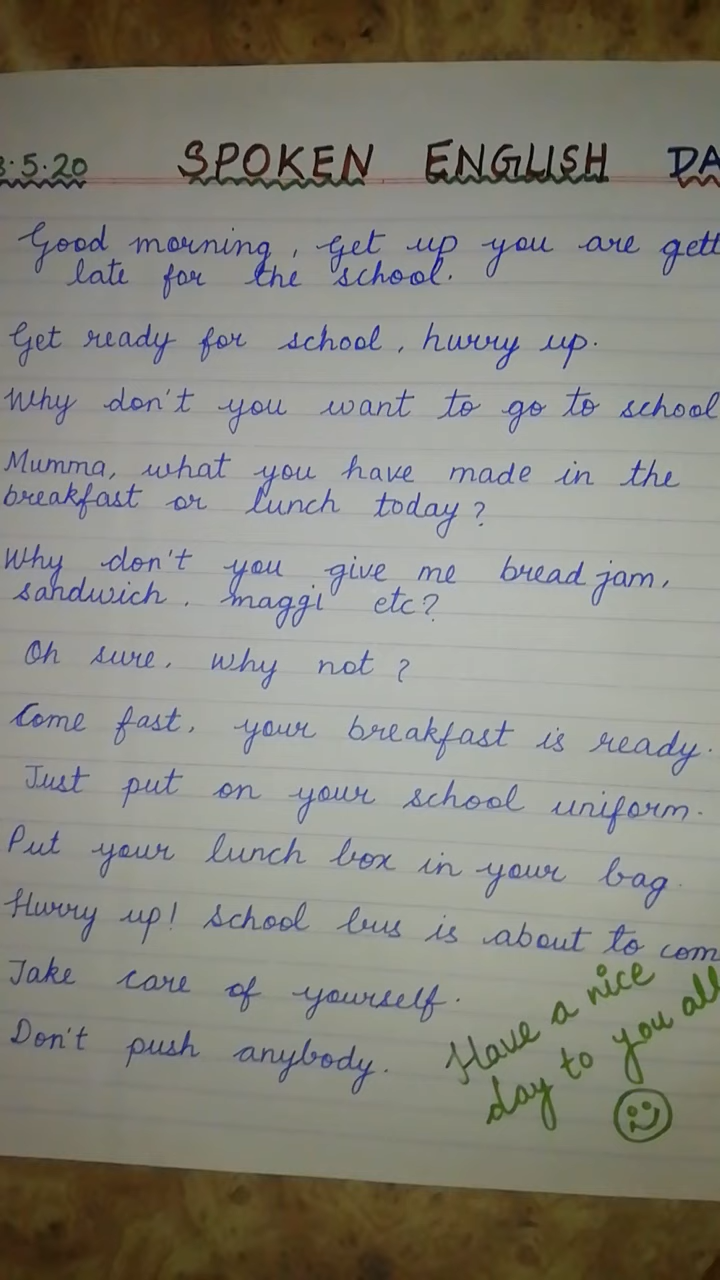 3.5.20 SPOKEN ENGLISH DA
Good morning, get up you are gett
late for the school.
Get ready for school, hurry up.
Why don't you want to go to school
Mumma, what you have made in the
breakfast or lunch today?
Why don't you give me bread jam,
sandwich, maggi etc?
Oh sure, why not?
Come fast, your breakfast is ready.
Just put on your school uniform.
Put your lunch box in your bag.
Hurry up! School bus is about to com
Take care of yourself.
Don't push anybody.
Have a nice
day to you all